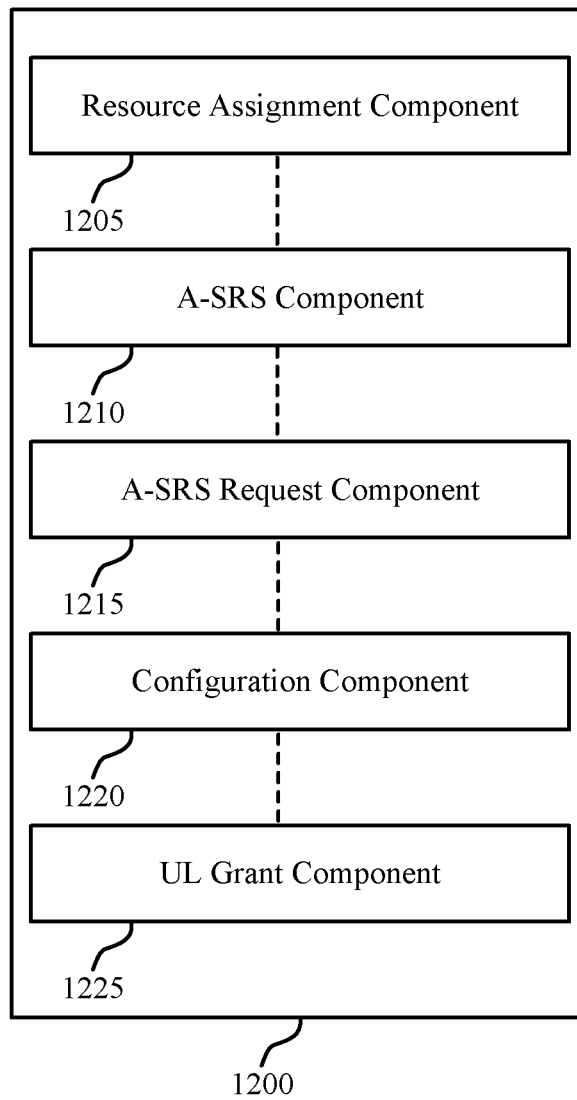 Resource Assignment Component
1205
A-SRS Component
1210
A-SRS Request Component
1215
Configuration Component
1220
UL Grant Component
1225
1200